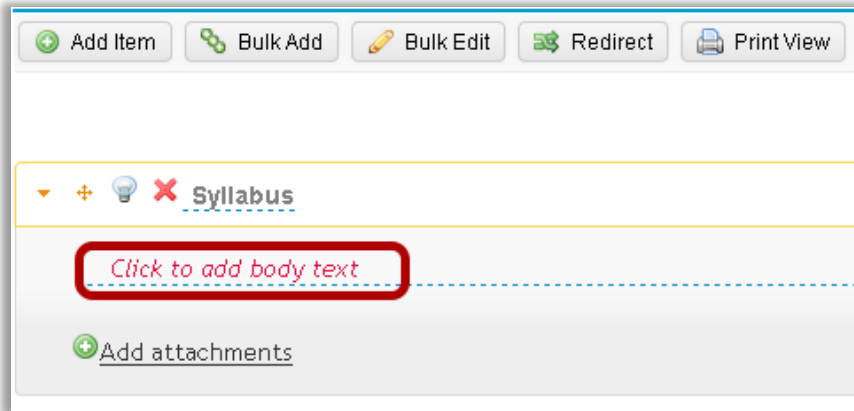 Add Item Bulk Add Bulk Edit Redirect Print View
Syllabus
Click to add body text
Add attachments